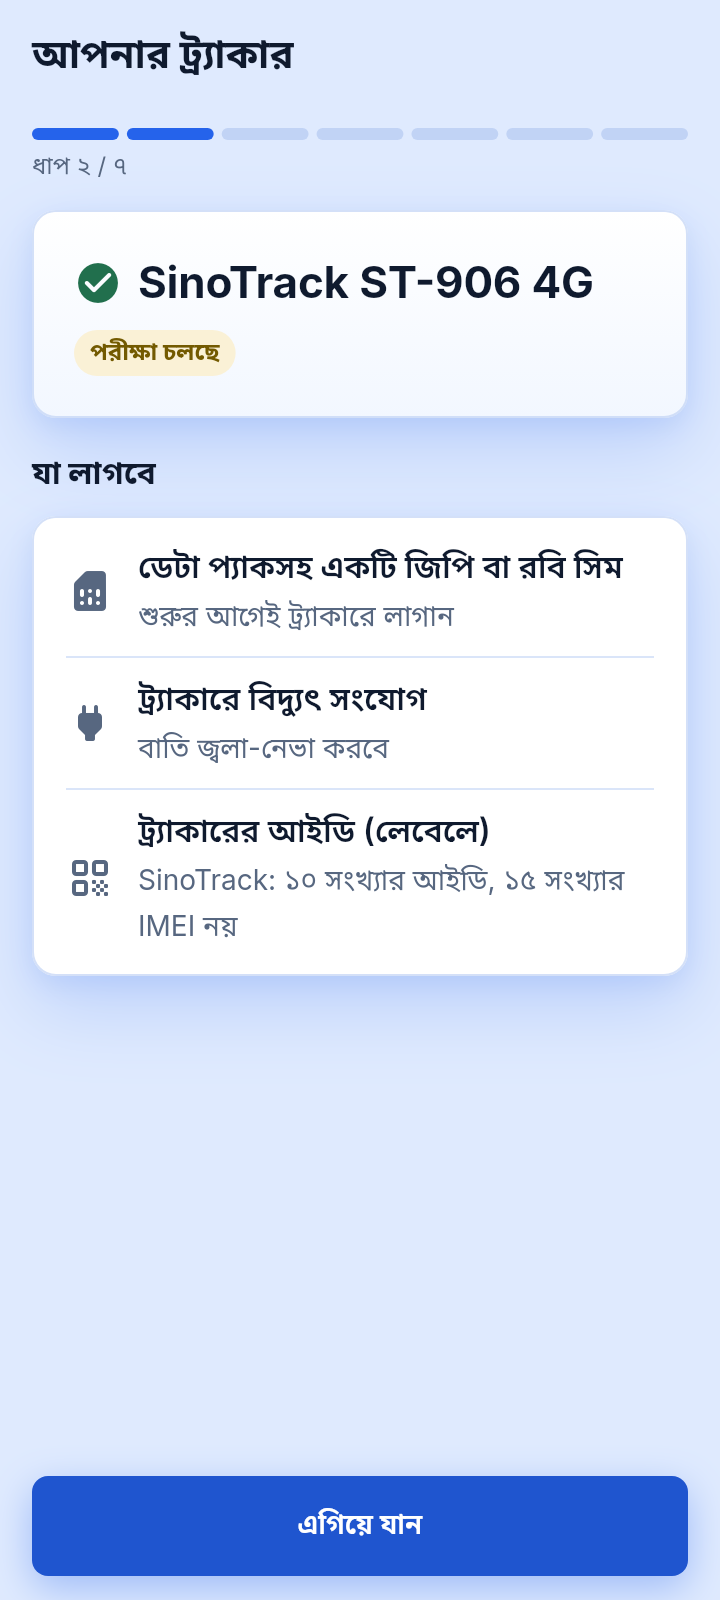 আপনার ট্র্যাকার
ধাপ ২ / ৭
SinoTrack ST-906 4G
পরীক্ষা চলছে
যা লাগবে
ডেটা প্যাকসহ একটি জিপি বা রবি সিম
শুরুর আগেই ট্র্যাকারে লাগান
ট্র্যাকারে বিদ্যুৎ সংযোগ
বাতি জ্বলা-নেভা করবে
ট্র্যাকারের আইডি (লেবেলে)
SinoTrack: ১০ সংখ্যার আইডি, ১৫ সংখ্যার
IMEI নয়
এগিয়ে যান